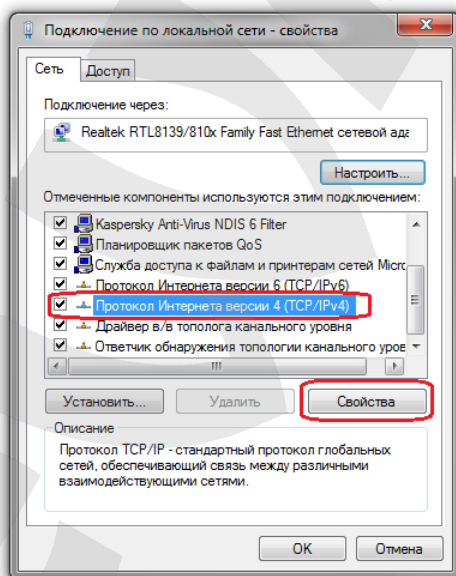 Подключение по локальной сети - свойства
Сеть Доступ
Подключение через:
Realtek RTL8139/810x Family Fast Ethernet сетевой ада
Настроить...
Отмеченные компоненты используются этим подключением:
Kaspersky Anti-Virus NDIS 6 Filter
Планировщик пакетов QoS
Служба доступа к файлам и принтерам сетей Micro
Протокол Интернета версии 6 (TCP/IPv6)
Протокол Интернета версии 4 (TCP/IPv4)
Драйвер в/в тополога канального уровня
Ответчик обнаружения топологии канального уров
Установить... Удалить Свойства
Описание
Протокол TCP/IP - стандартный протокол глобальных
сетей, обеспечивающий связь между различными
взаимодействующими сетями.
OK Отмена